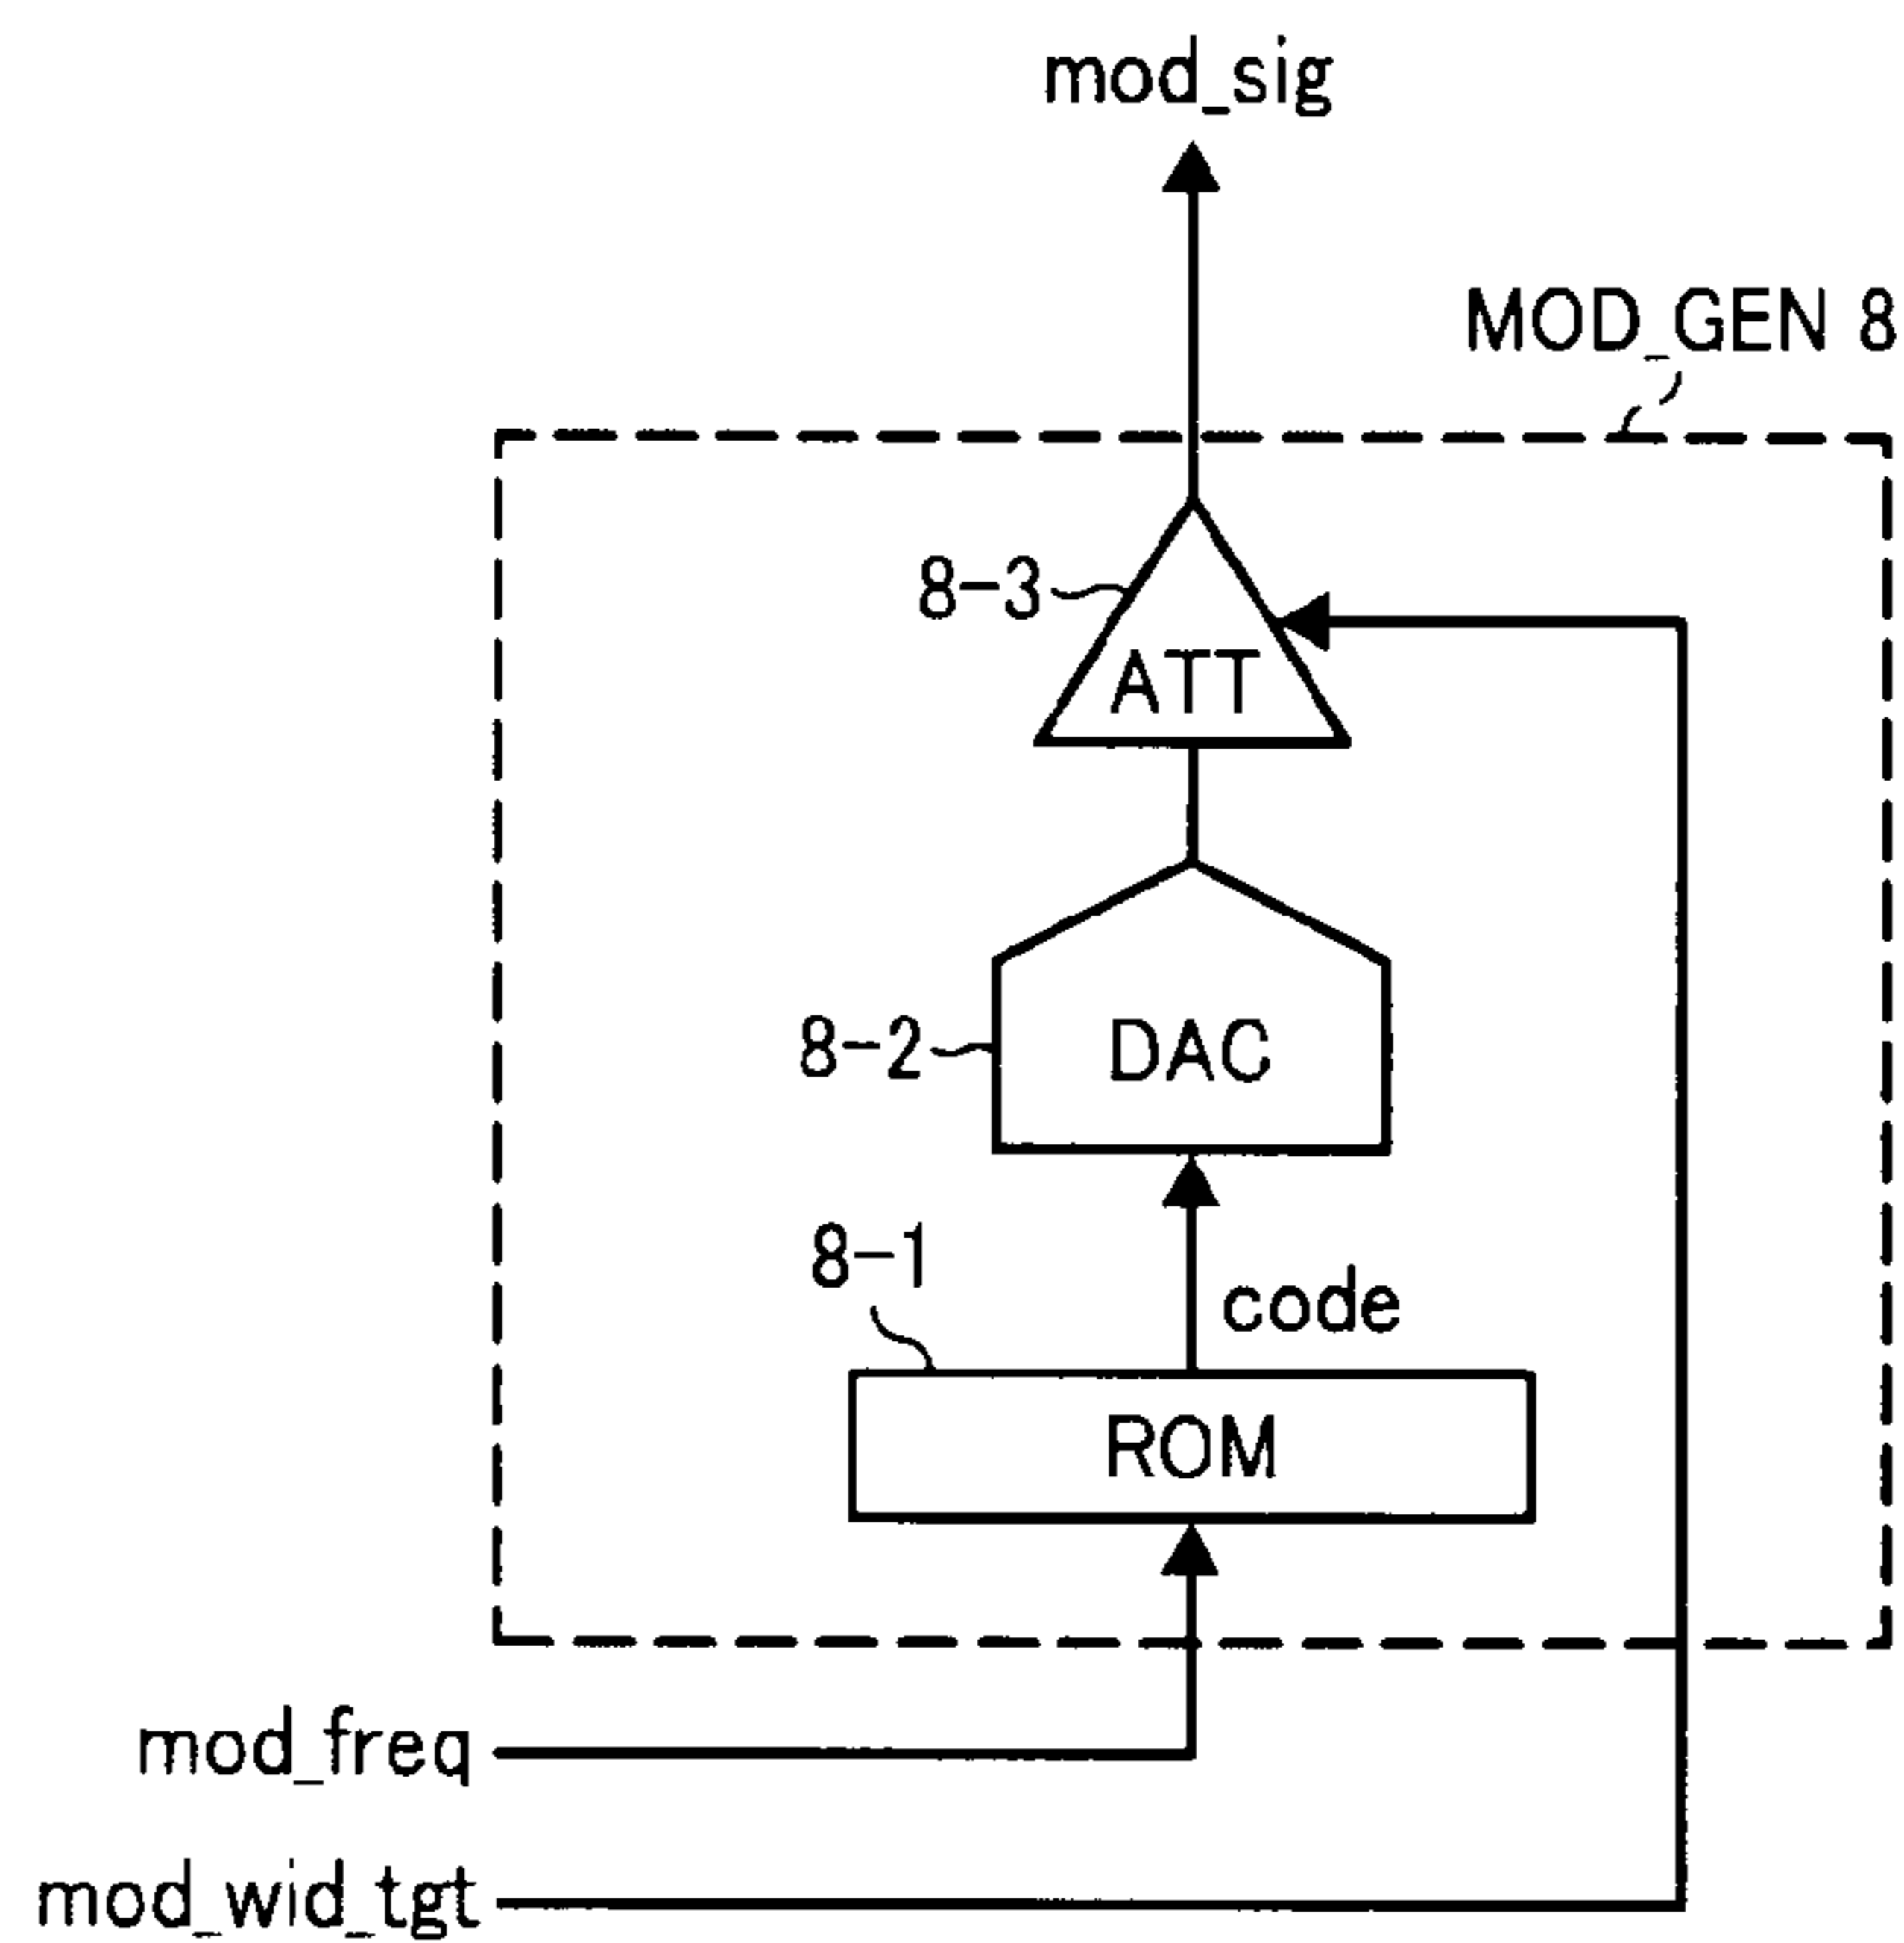 mod_sig
MOD_GEN 8
8-3
ATT
8-2
DAC
8-1
code
ROM
mod_freq
mod_wid_tgt